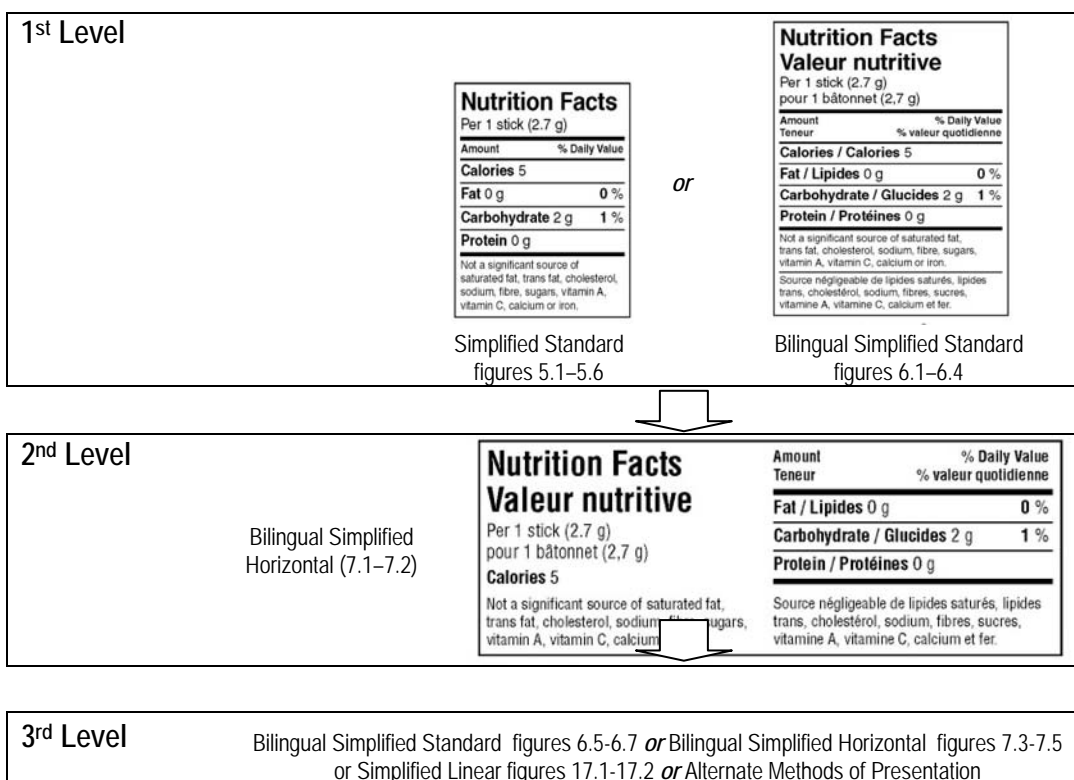 1st Level
Nutrition Facts
Per 1 stick (2.7 g)
Amount % Daily Value
Calories 5
Fat 0 g 0 %
Carbohydrate 2 g 1 %
Protein 0 g
Not a significant source of
saturated fat, trans fat, cholesterol,
sodium, fibre, sugars, vitamin A,
vitamin C, calcium or iron.
Simplified Standard
figures 5.1–5.6
or
Nutrition Facts
Valeur nutritive
Per 1 stick (2.7 g)
pour 1 bâtonnet (2,7 g)
Amount % Daily Value
Teneur % valeur quotidienne
Calories / Calories 5
Fat / Lipides 0 g 0 %
Carbohydrate / Glucides 2 g 1 %
Protein / Protéines 0 g
Not a significant source of saturated fat,
trans fat, cholesterol, sodium, fibre, sugars,
vitamin A, vitamin C, calcium or iron.
Source négligeable de lipides saturés, lipides
trans, cholestérol, sodium, fibres, sucres,
vitamine A, vitamine C, calcium et fer.
Bilingual Simplified Standard
figures 6.1–6.4
2nd Level
Bilingual Simplified
Horizontal (7.1–7.2)
Nutrition Facts
Valeur nutritive
Per 1 stick (2.7 g)
pour 1 bâtonnet (2,7 g)
Calories 5
Not a significant source of saturated fat,
trans fat, cholesterol, sodium, sugars,
vitamin A, vitamin C, calcium
Amount % Daily Value
Teneur % valeur quotidienne
Fat / Lipides 0 g 0 %
Carbohydrate / Glucides 2 g 1 %
Protein / Protéines 0 g
Source négligeable de lipides saturés, lipides
trans, cholestérol, sodium, fibres, sucres,
vitamine A, vitamine C, calcium et fer.
3rd Level
Bilingual Simplified Standard figures 6.5-6.7 or Bilingual Simplified Horizontal figures 7.3-7.5
or Simplified Linear figures 17.1-17.2 or Alternate Methods of Presentation